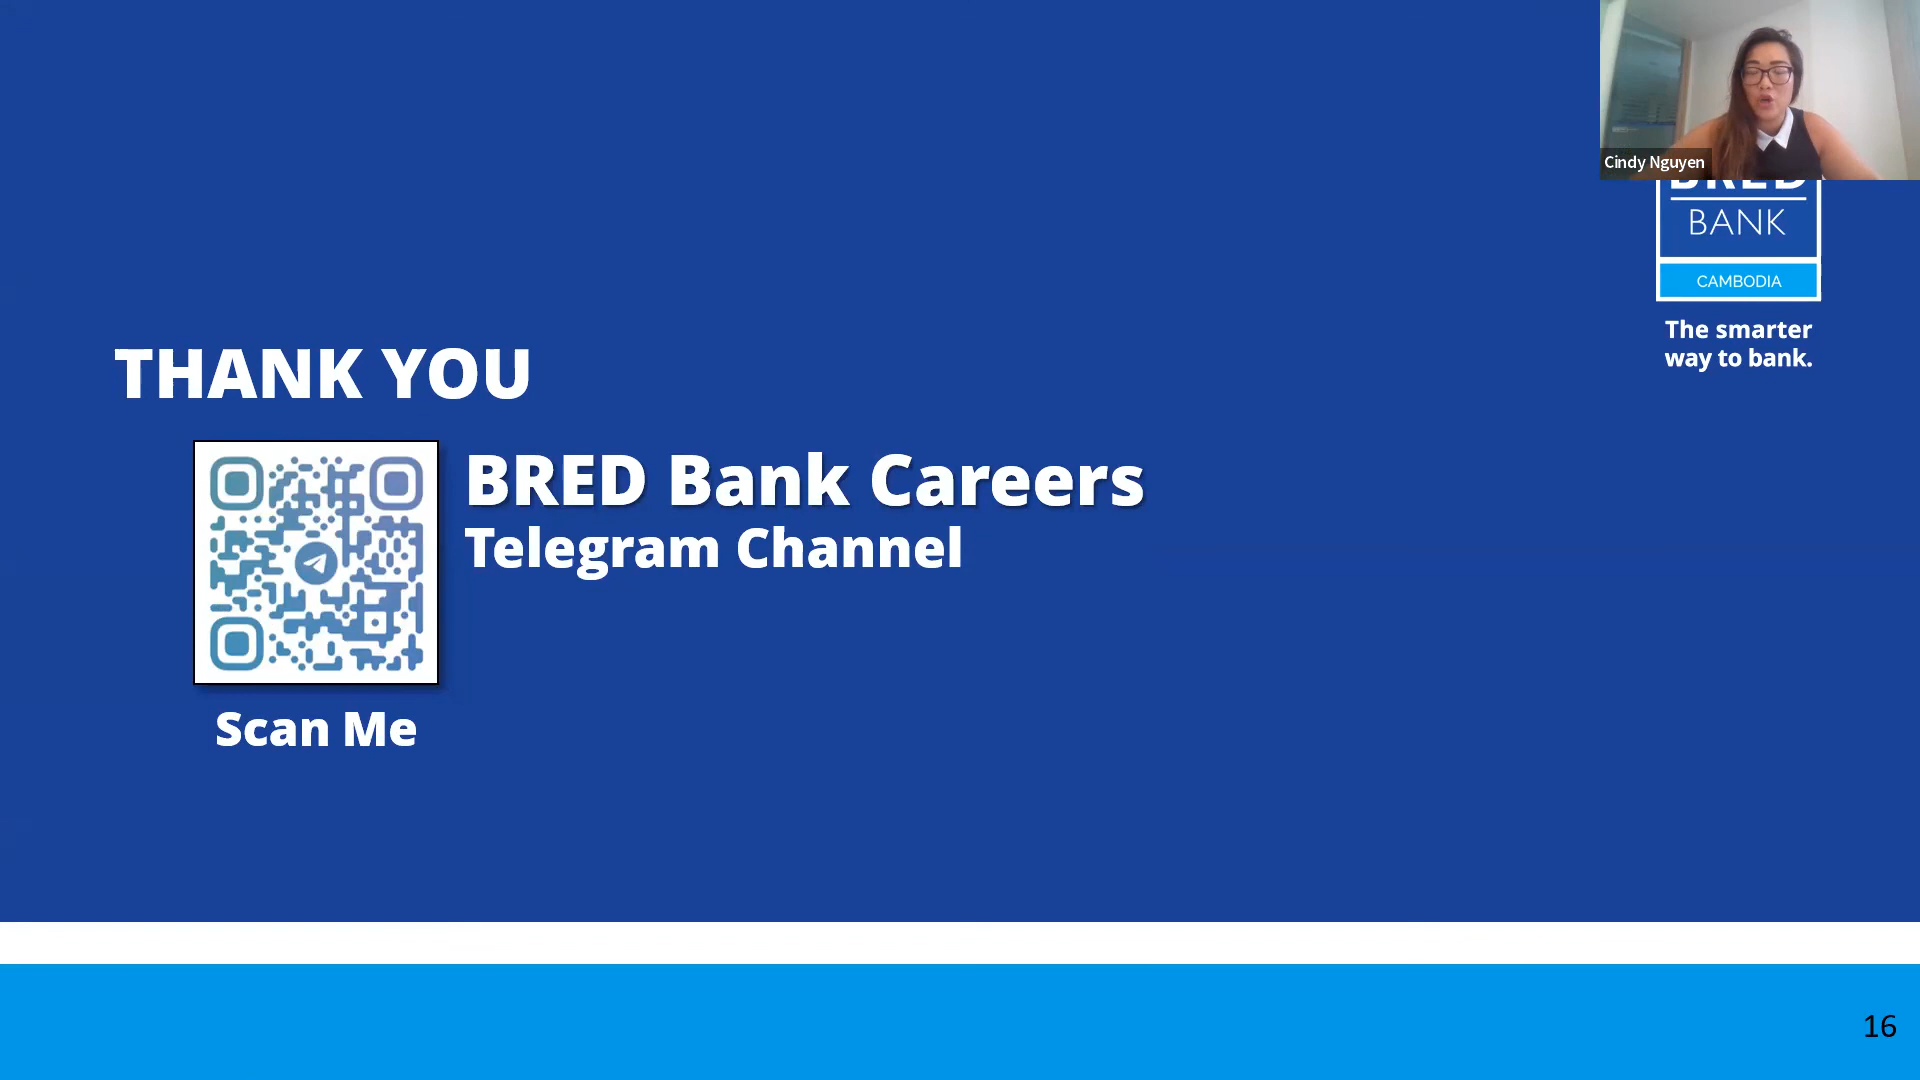 Cindy Nguyen
BRED
BANK
CAMBODIA
The smarter
way to bank.
THANK YOU
BRED Bank Careers
Telegram Channel
Scan Me
16